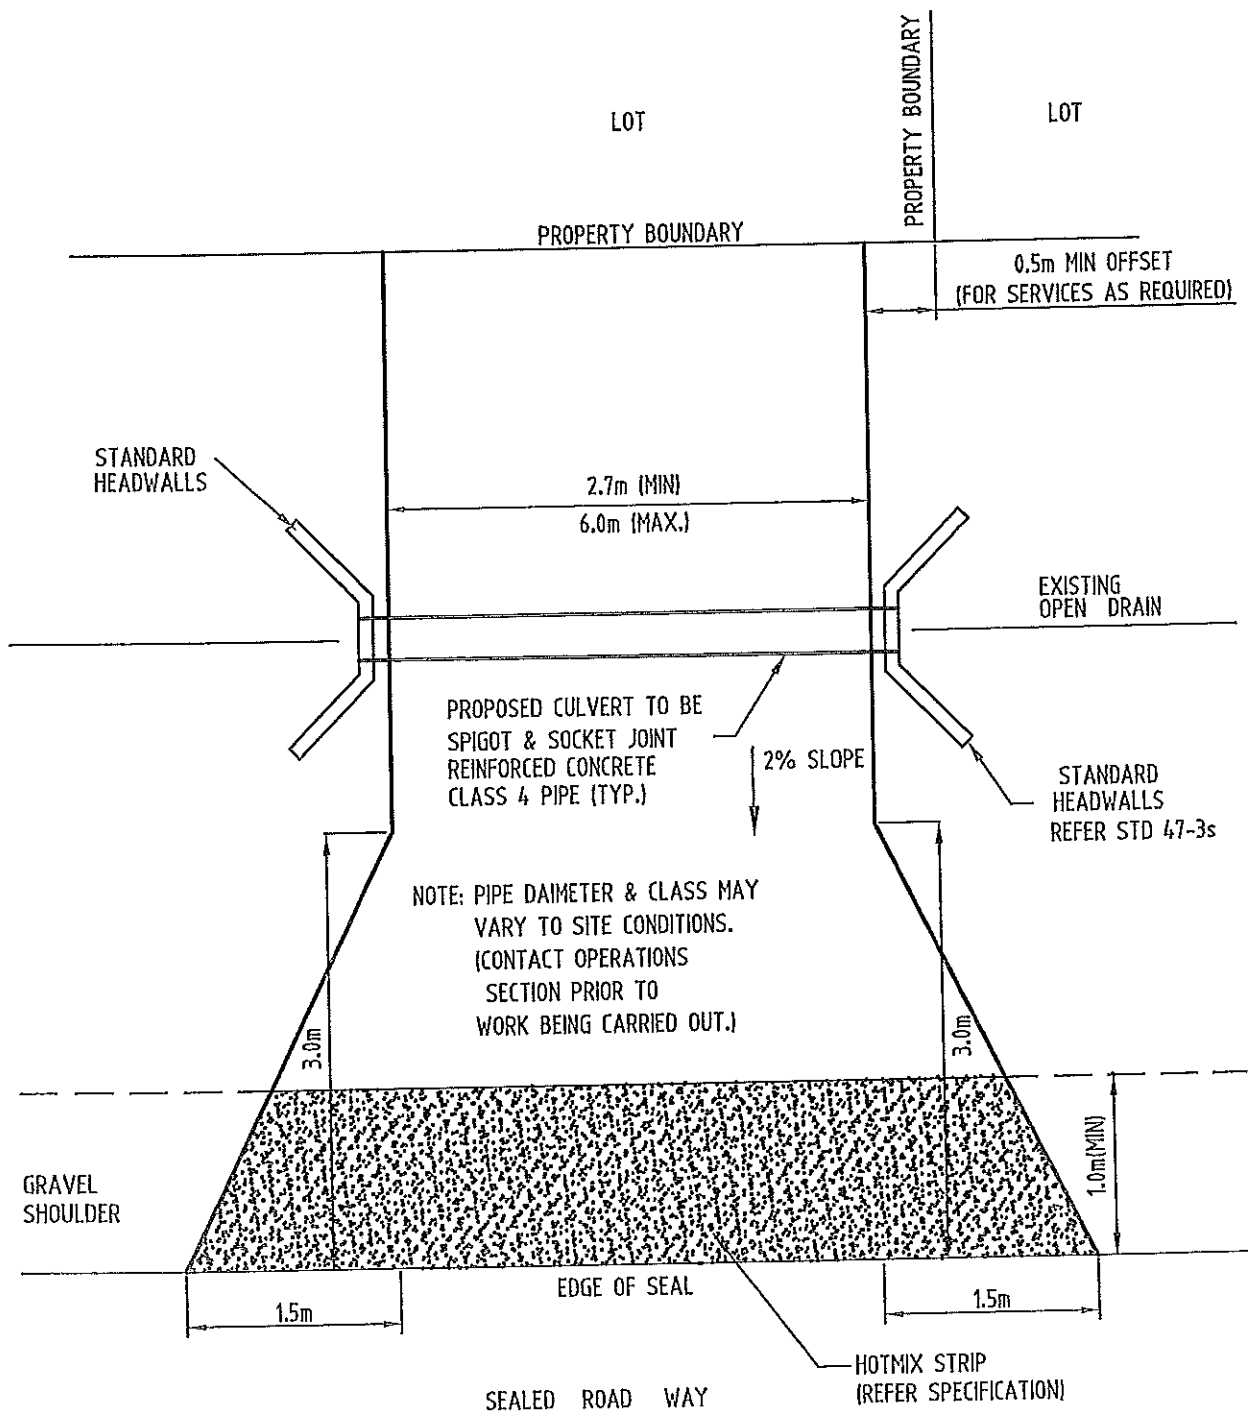 LOT
PROPERTY BOUNDARY
LOT
PROPERTY BOUNDARY
0.5m MIN OFFSET
(FOR SERVICES AS REQUIRED)
STANDARD
HEADWALLS
2.7m (MIN)
6.0m (MAX.)
EXISTING
OPEN DRAIN
PROPOSED CULVERT TO BE
SPIGOT & SOCKET JOINT
REINFORCED CONCRETE
CLASS 4 PIPE (TYP.)
2% SLOPE
STANDARD
HEADWALLS
REFER STD 47-3s
NOTE: PIPE DAIMETER & CLASS MAY
VARY TO SITE CONDITIONS.
(CONTACT OPERATIONS
SECTION PRIOR TO
WORK BEING CARRIED OUT.)
3.0m
3.0m
1.0m(MIN)
GRAVEL
SHOULDER
EDGE OF SEAL
1.5m
1.5m
HOTMIX STRIP
(REFER SPECIFICATION)
SEALED ROAD WAY